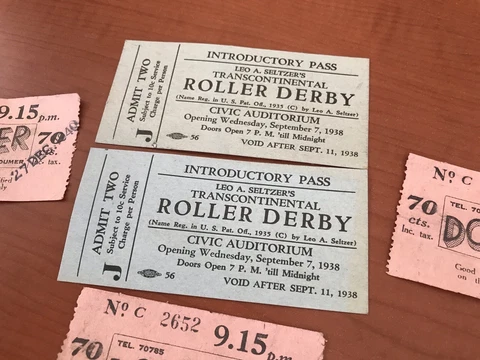 ADMIT TWO
Subject to 10c Service
Charge per Person
J
INTRODUCTORY PASS
LEO A. SELTZER'S
TRANSCONTINENTAL
ROLLER DERBY
(Name Reg. in U. S. Pat. Off., 1935 (C) by Leo A. Seltzer)
CIVIC AUDITORIUM
Opening Wednesday, September 7, 1938
Doors Open 7 P. M. 'till Midnight
56
VOID AFTER SEPT. 11, 1938
ADMIT TWO
Subject to 10c Service
Charge per Person
J
INTRODUCTORY PASS
LEO A. SELTZER'S
TRANSCONTINENTAL
ROLLER DERBY
(Name Reg. in U. S. Pat. Off., 1935 (C) by Leo A. Seltzer)
CIVIC AUDITORIUM
Opening Wednesday, September 7, 1938
Doors Open 7 P. M. 'till Midnight
56
VOID AFTER SEPT. 11, 1938
9.15 p.m.
ER 70
27 DEC 1940
tax.
No C
70
cts.
Inc. tax.
DO
Good
on th
No C 2652 9.15 p.m.
TEL. 70785
70